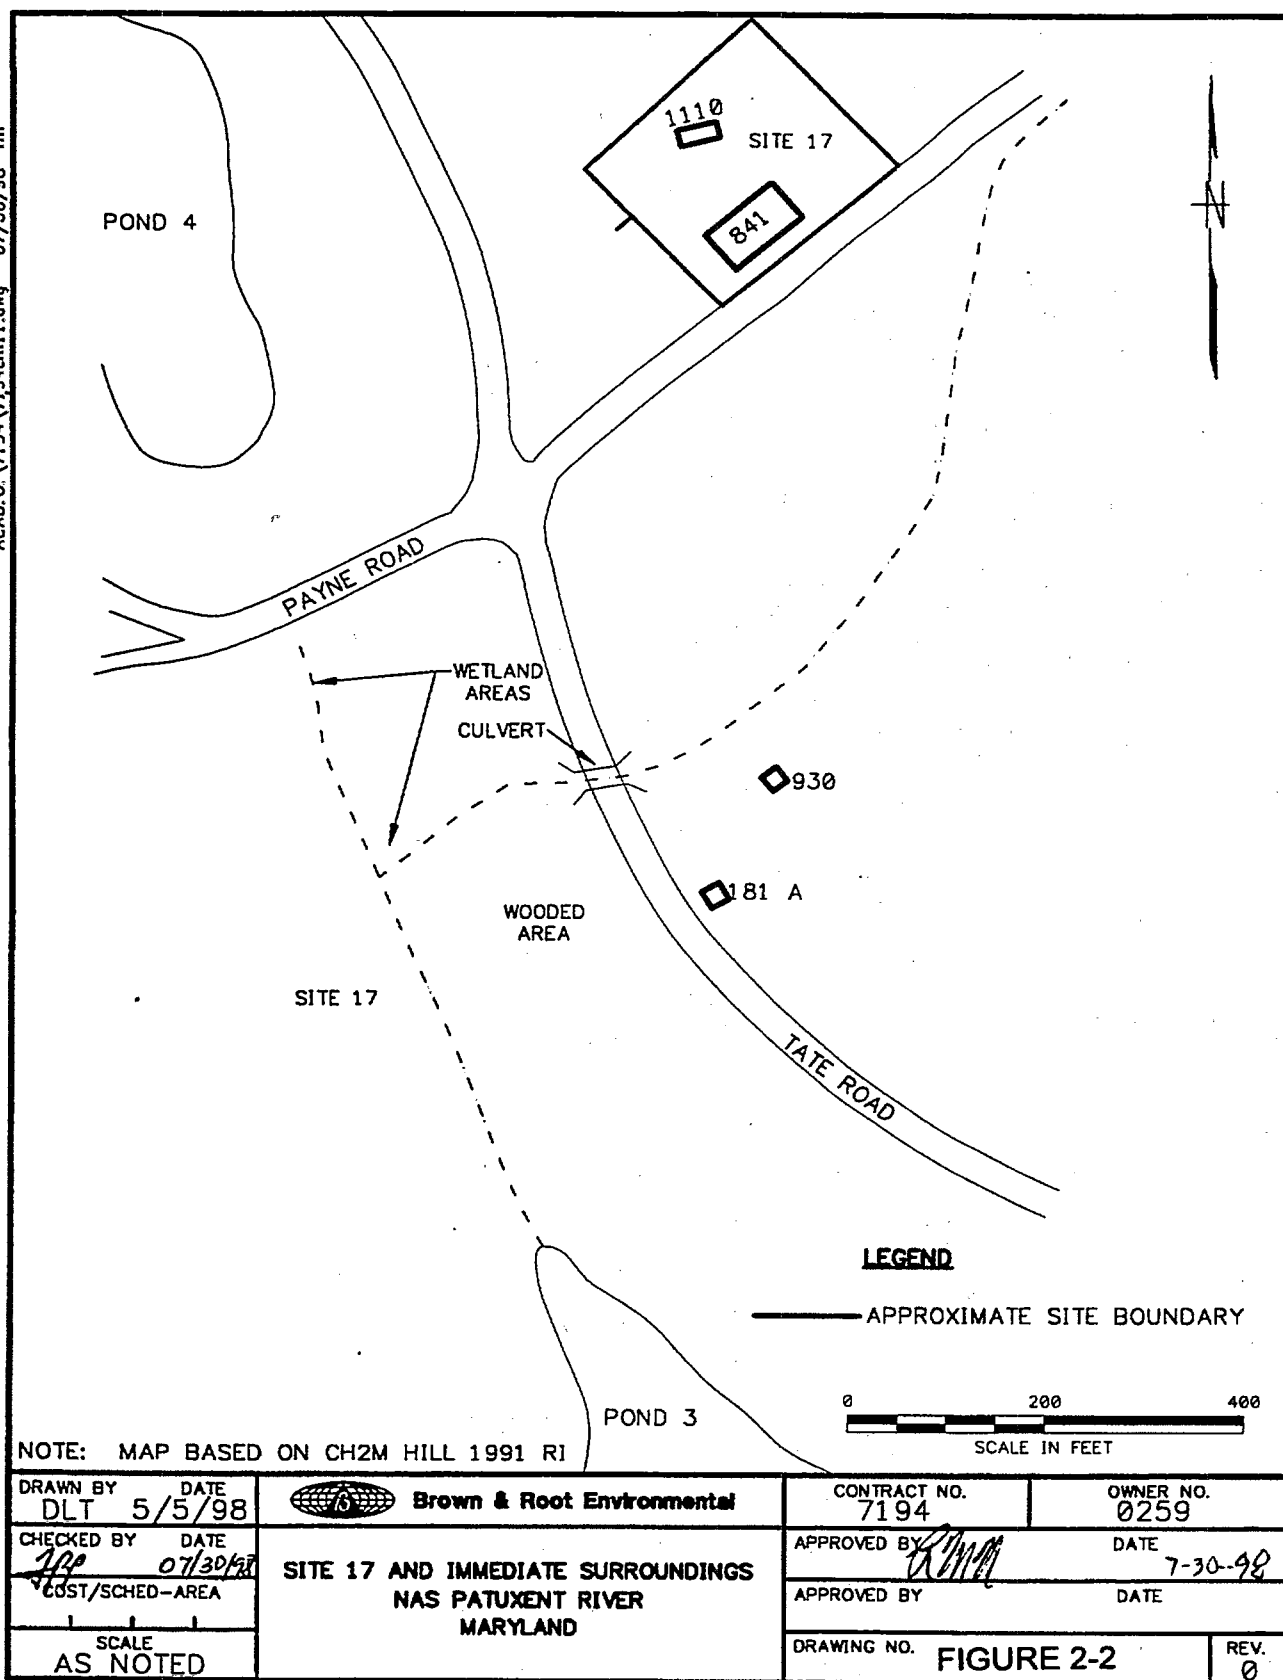 1110
SITE 17
841
POND 4
N
PAYNE ROAD
WETLAND
AREAS
CULVERT
930
181 A
WOODED
AREA
SITE 17
TATE ROAD
LEGEND
APPROXIMATE SITE BOUNDARY
POND 3
0 200 400
SCALE IN FEET
NOTE: MAP BASED ON CH2M HILL 1991 RI
DRAWN BY DATE
DLT 5/5/98
CHECKED BY DATE
07/30/98
COST/SCHED-AREA
SCALE
AS NOTED
Brown & Root Environmental
SITE 17 AND IMMEDIATE SURROUNDINGS
NAS PATUXENT RIVER
MARYLAND
CONTRACT NO.
7194
OWNER NO.
0259
APPROVED BY DATE
7-30-98
APPROVED BY DATE
DRAWING NO. FIGURE 2-2
REV.
0